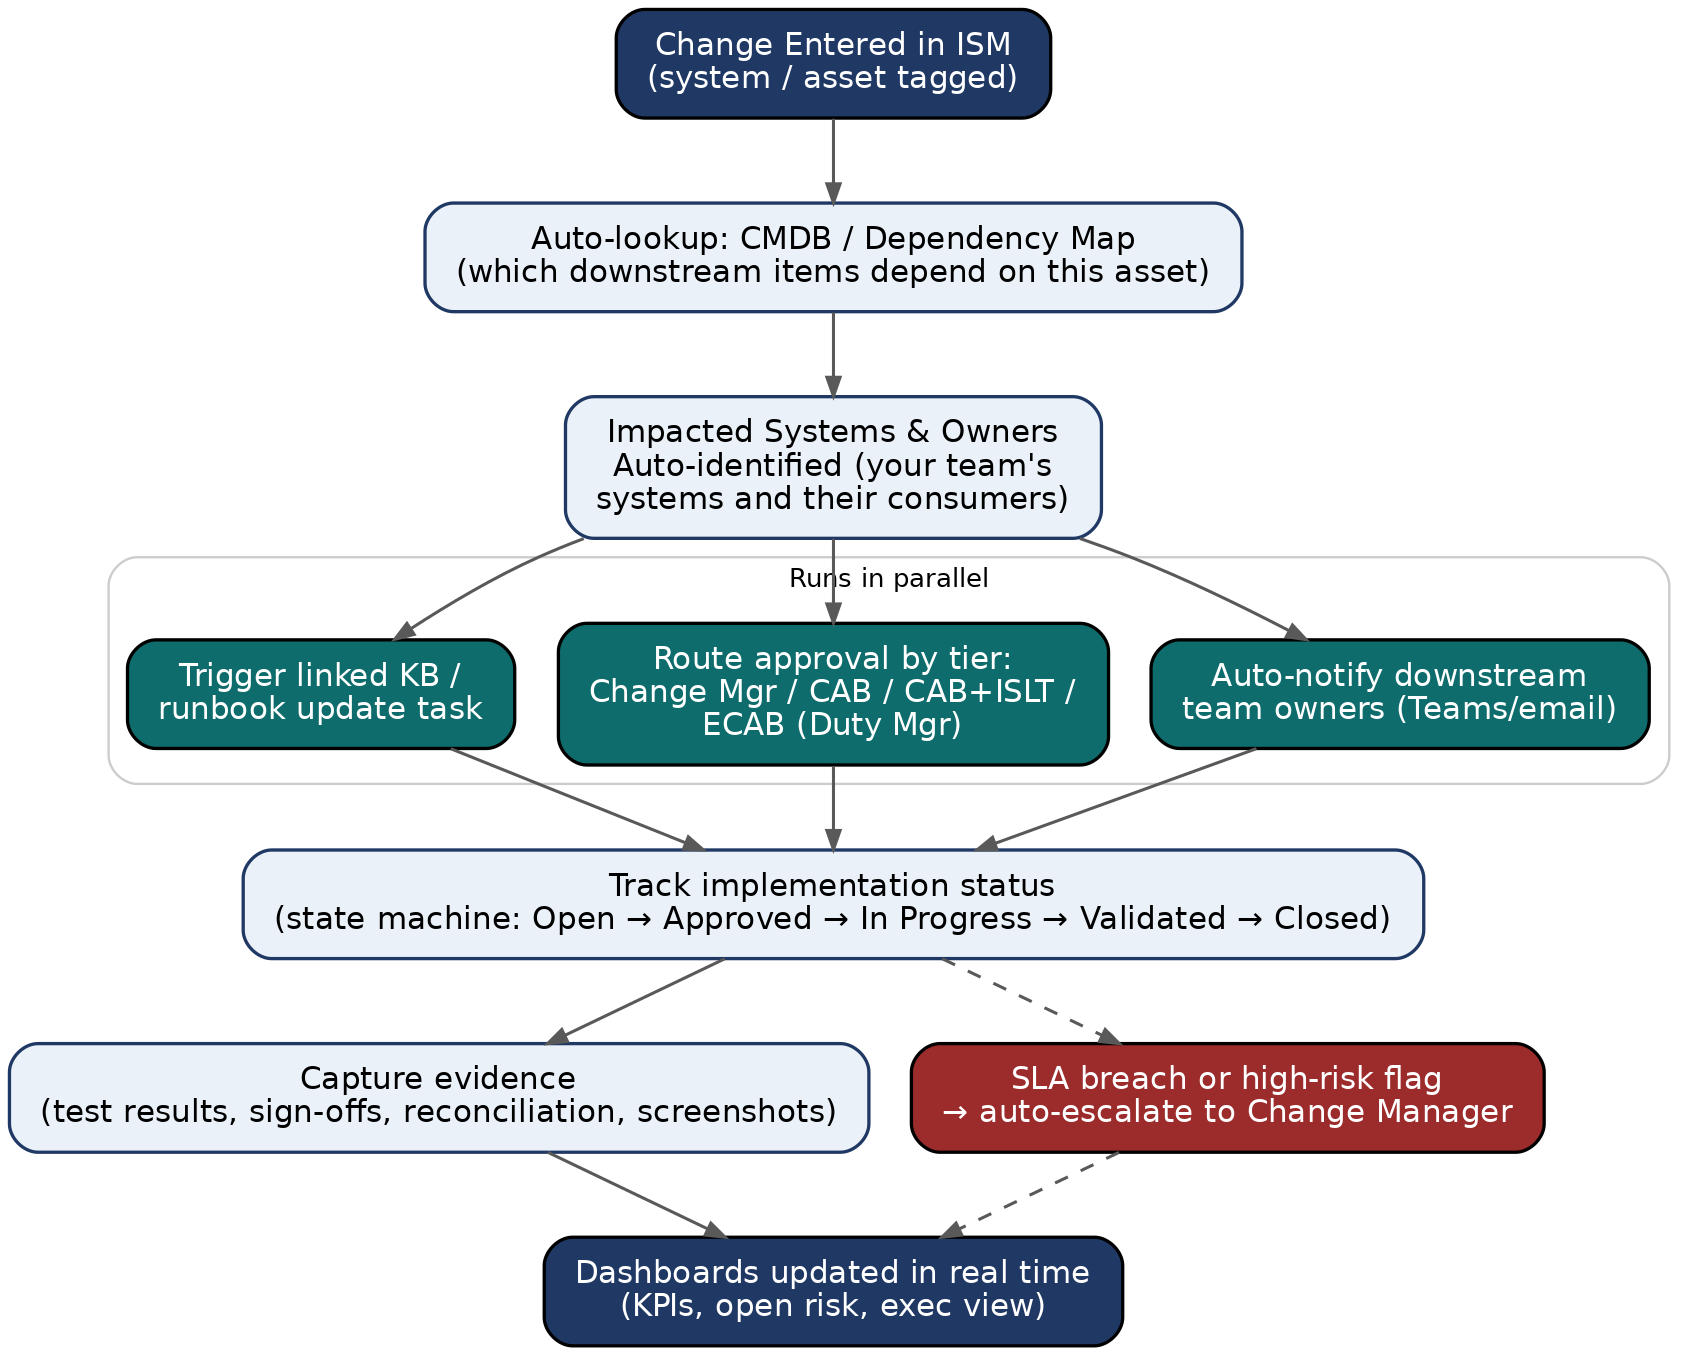 Change Entered in ISM
(system / asset tagged)
Auto-lookup: CMDB / Dependency Map
(which downstream items depend on this asset)
Impacted Systems & Owners
Auto-identified (your team's
systems and their consumers)
Runs in parallel
Trigger linked KB /
runbook update task
Route approval by tier:
Change Mgr / CAB / CAB+ISLT /
ECAB (Duty Mgr)
Auto-notify downstream
team owners (Teams/email)
Track implementation status
(state machine: Open → Approved → In Progress → Validated → Closed)
Capture evidence
(test results, sign-offs, reconciliation, screenshots)
SLA breach or high-risk flag
→ auto-escalate to Change Manager
Dashboards updated in real time
(KPIs, open risk, exec view)